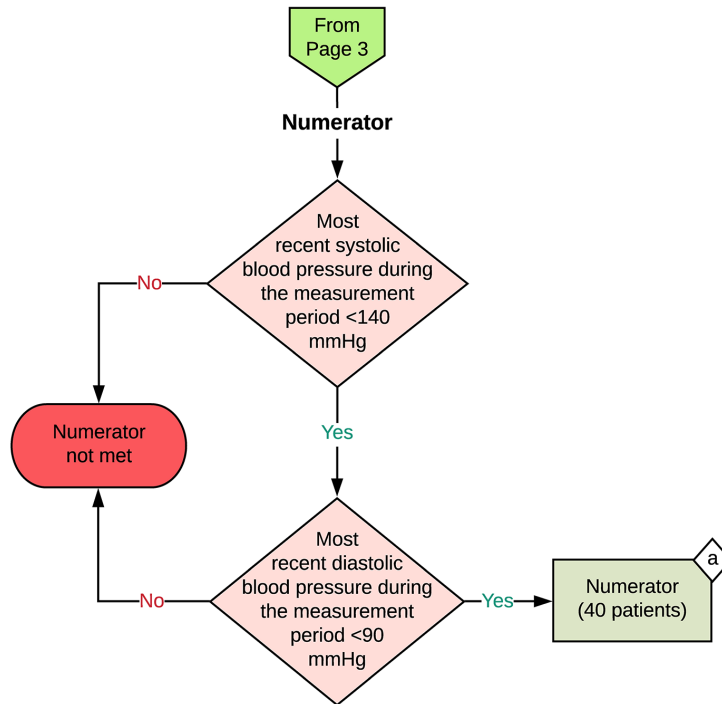 From
Page 3
Numerator
Most
recent systolic
blood pressure during
the measurement
period <140
mmHg
No
Yes
Numerator
not met
Most
recent diastolic
blood pressure during
the measurement
period <90
mmHg
No
Yes
a
Numerator
(40 patients)